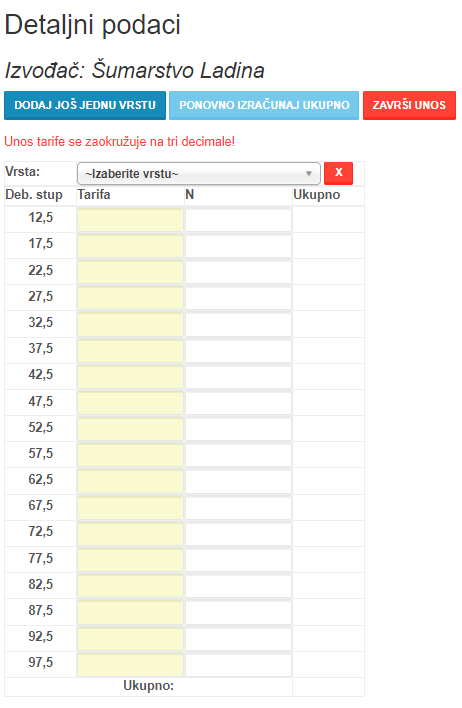 Detaljni podaci
Izvođač: Šumarstvo Ladina
DODAJ JOŠ JEDNU VRSTU PONOVNO IZRAČUNAJ UKUPNO ZAVRŠI UNOS
Unos tarife se zaokružuje na tri decimale!
Vrsta: ~Izaberite vrstu~ X
Deb. stup Tarifa N Ukupno
12,5
17,5
22,5
27,5
32,5
37,5
42,5
47,5
52,5
57,5
62,5
67,5
72,5
77,5
82,5
87,5
92,5
97,5
Ukupno: